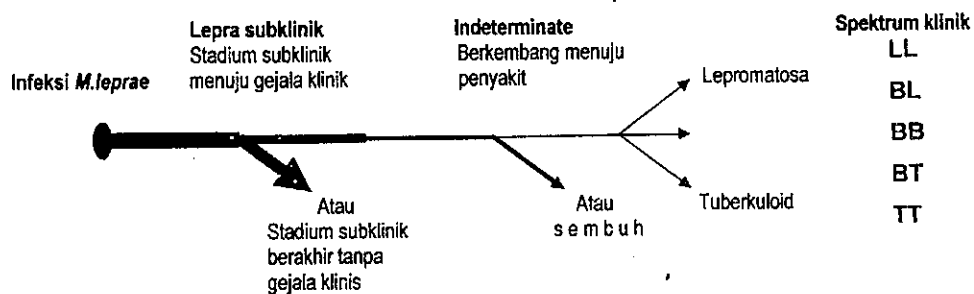 Infeksi M.leprae
Lepra subklinik
Stadium subklinik
menuju gejala klinik
Indeterminate
Berkembang menuju
penyakit
Atau
Stadium subklinik
berakhir tanpa
gejala klinis
Atau
sembuh
Lepromatosa
Tuberkuloid
Spektrum klinik
LL
BL
BB
BT
TT